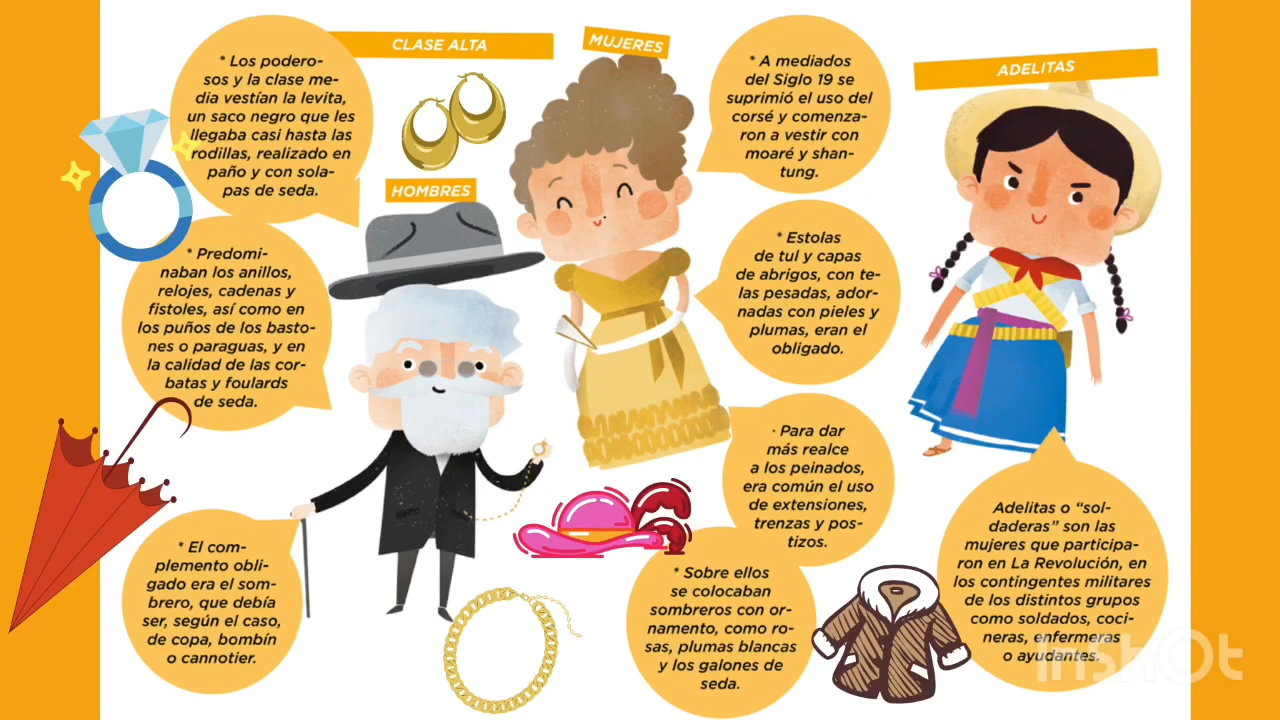 CLASE ALTA
HOMBRES
* Los podero-
sos y la clase me-
dia vestían la levita,
un saco negro que les
llegaba casi hasta las
rodillas, realizado en
paño y con sola-
pas de seda.
* Predomi-
naban los anillos,
relojes, cadenas y
fistoles, así como en
los puños de los basto-
nes o paraguas, y en
la calidad de las cor-
batas y foulards
de seda.
* El com-
plemento obli-
gado era el som-
brero, que debía
ser, según el caso,
de copa, bombín
o cannotier.
MUJERES
* A mediados
del Siglo 19 se
suprimió el uso del
corsé y comenza-
ron a vestir con
moaré y shan-
tung.
* Estolas
de tul y capas
de abrigos, con te-
las pesadas, ador-
nadas con pieles y
plumas, eran el
obligado.
· Para dar
más realce
a los peinados,
era común el uso
de extensiones,
trenzas y pos-
tizos.
* Sobre ellos
se colocaban
sombreros con or-
namento, como ro-
sas, plumas blancas
y los galones de
seda.
ADELITAS
Adelitas o “sol-
daderas” son las
mujeres que participa-
ron en La Revolución, en
los contingentes militares
de los distintos grupos
como soldados, coci-
neras, enfermeras
o ayudantes.
InShOt